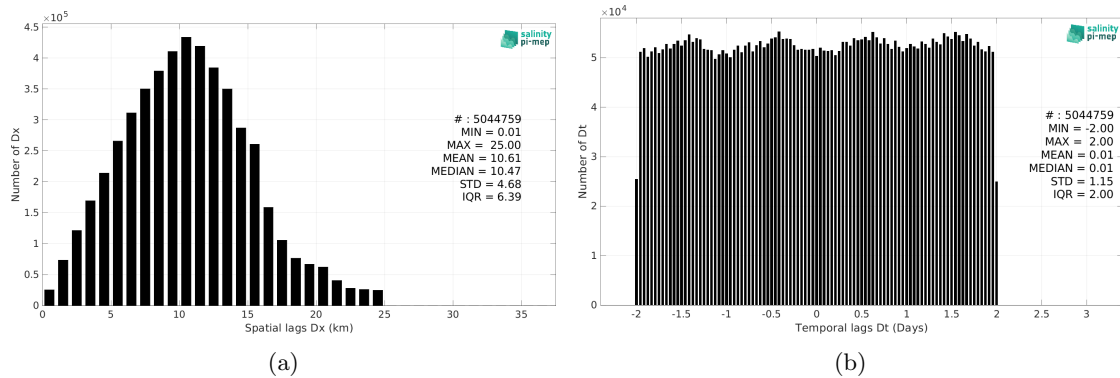 ×10⁵
4.5
4
3.5
3
2.5
2
1.5
1
0.5
0
Number of Dx
salinity
pi-mep
# : 5044759
MIN = 0.01
MAX = 25.00
MEAN = 10.61
MEDIAN = 10.47
STD = 4.68
IQR = 6.39
0 5 10 15 20 25 30 35
Spatial lags Dx (km)
(a)
×10⁴
5
4
3
2
1
0
Number of Dt
salinity
pi-mep
# : 5044759
MIN = -2.00
MAX = 2.00
MEAN = 0.01
MEDIAN = 0.01
STD = 1.15
IQR = 2.00
-2 -1.5 -1 -0.5 0 0.5 1 1.5 2 2.5 3
Temporal lags Dt (Days)
(b)